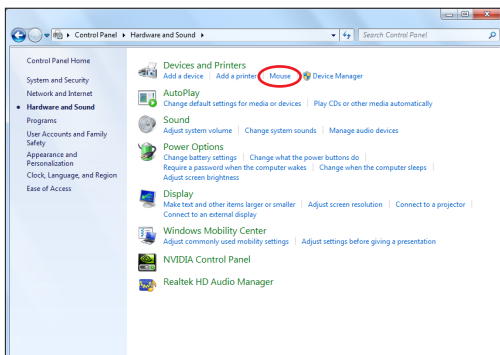 Control Panel ▸ Hardware and Sound ▸ Search Control Panel
Control Panel Home
System and Security
Network and Internet
Hardware and Sound
Programs
User Accounts and Family
Safety
Appearance and
Personalization
Clock, Language, and Region
Ease of Access
Devices and Printers
Add a device | Add a printer | Mouse | Device Manager
AutoPlay
Change default settings for media or devices | Play CDs or other media automatically
Sound
Adjust system volume | Change system sounds | Manage audio devices
Power Options
Change battery settings | Change what the power buttons do |
Require a password when the computer wakes | Change when the computer sleeps |
Adjust screen brightness
Display
Make text and other items larger or smaller | Adjust screen resolution | Connect to a projector |
Connect to an external display
Windows Mobility Center
Adjust commonly used mobility settings | Adjust settings before giving a presentation
NVIDIA Control Panel
Realtek HD Audio Manager